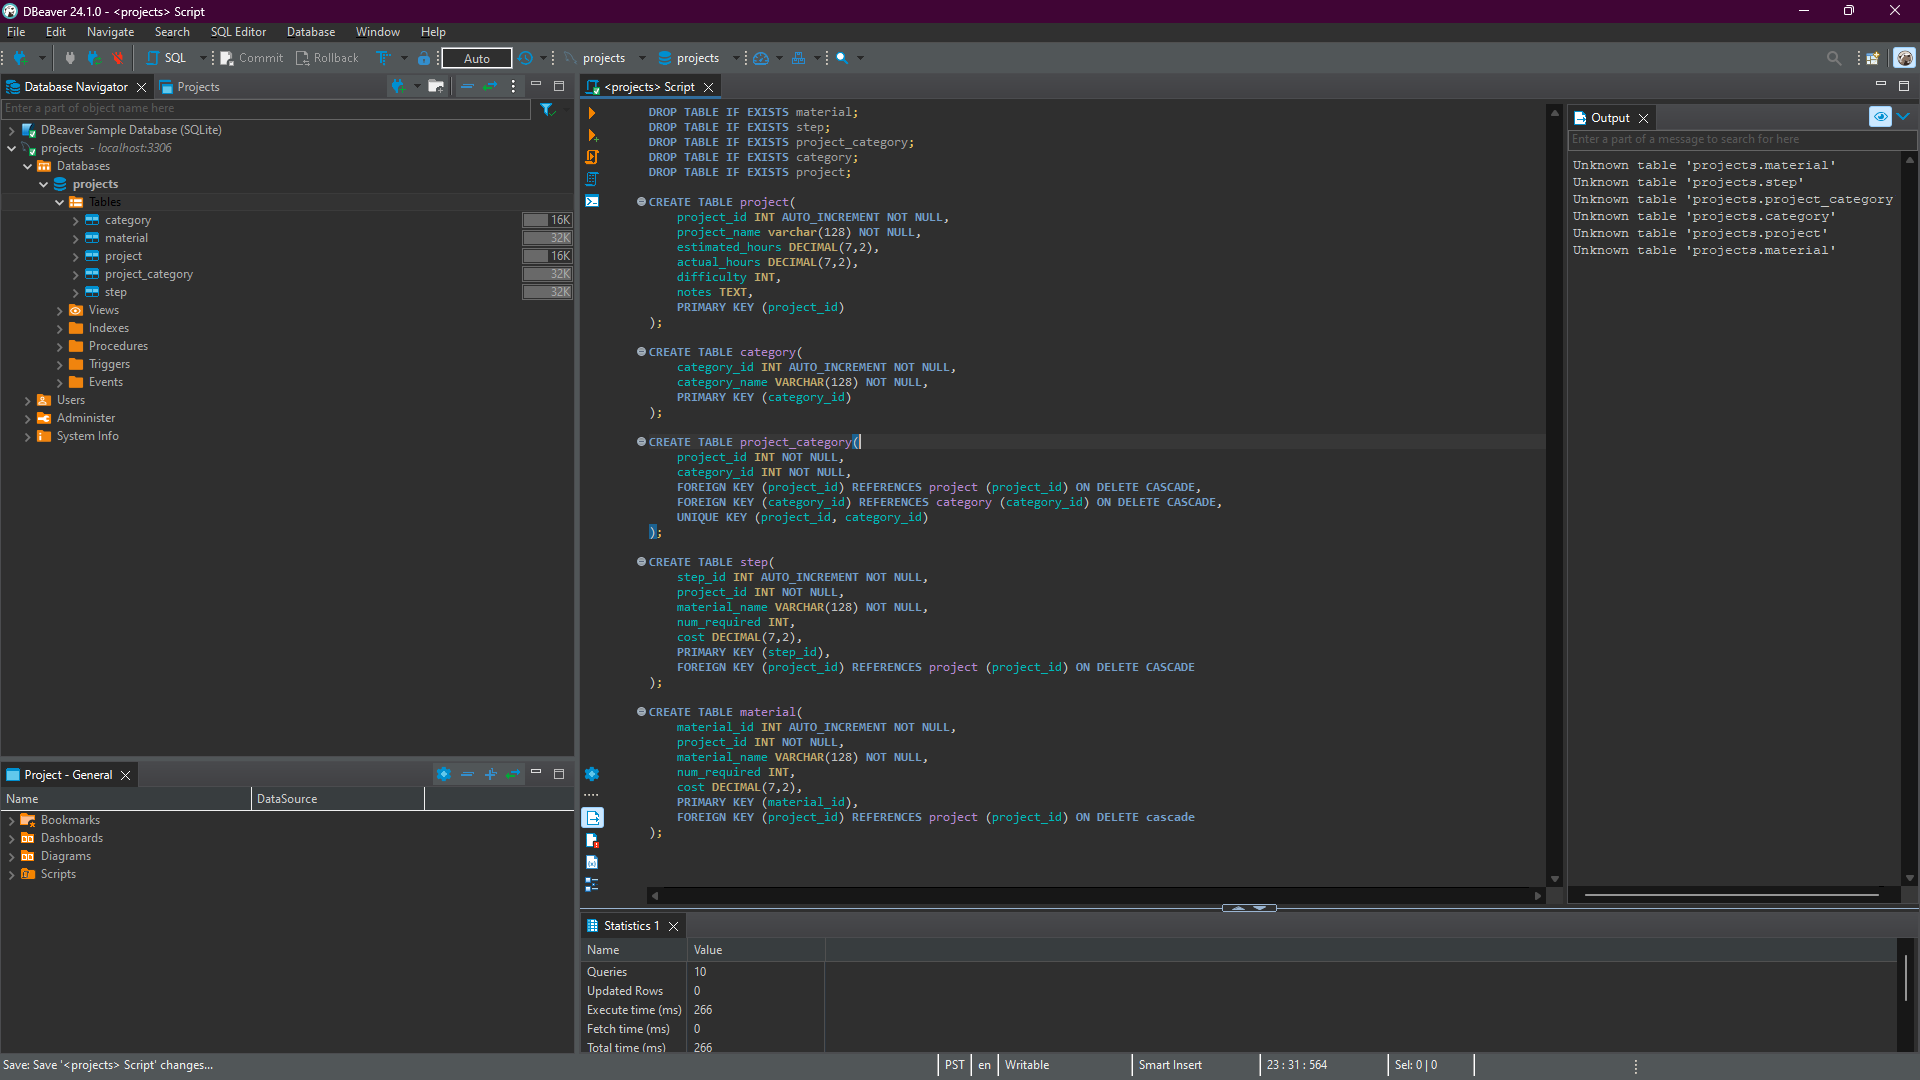 DBeaver 24.1.0 - <projects> Script
File Edit Navigate Search SQL Editor Database Window Help
SQL Commit Rollback Auto projects projects
Database Navigator Projects
Enter a part of object name here
DBeaver Sample Database (SQLite)
projects - localhost:3306
Databases
projects
Tables
category 16K
material 32K
project 16K
project_category 32K
step 32K
Views
Indexes
Procedures
Triggers
Events
Users
Administer
System Info
Project - General
Name DataSource
Bookmarks
Dashboards
Diagrams
Scripts
<projects> Script
DROP TABLE IF EXISTS material;
DROP TABLE IF EXISTS step;
DROP TABLE IF EXISTS project_category;
DROP TABLE IF EXISTS category;
DROP TABLE IF EXISTS project;
CREATE TABLE project(
project_id INT AUTO_INCREMENT NOT NULL,
project_name varchar(128) NOT NULL,
estimated_hours DECIMAL(7,2),
actual_hours DECIMAL(7,2),
difficulty INT,
notes TEXT,
PRIMARY KEY (project_id)
);
CREATE TABLE category(
category_id INT AUTO_INCREMENT NOT NULL,
category_name VARCHAR(128) NOT NULL,
PRIMARY KEY (category_id)
);
CREATE TABLE project_category(
project_id INT NOT NULL,
category_id INT NOT NULL,
FOREIGN KEY (project_id) REFERENCES project (project_id) ON DELETE CASCADE,
FOREIGN KEY (category_id) REFERENCES category (category_id) ON DELETE CASCADE,
UNIQUE KEY (project_id, category_id)
);
CREATE TABLE step(
step_id INT AUTO_INCREMENT NOT NULL,
project_id INT NOT NULL,
material_name VARCHAR(128) NOT NULL,
num_required INT,
cost DECIMAL(7,2),
PRIMARY KEY (step_id),
FOREIGN KEY (project_id) REFERENCES project (project_id) ON DELETE CASCADE
);
CREATE TABLE material(
material_id INT AUTO_INCREMENT NOT NULL,
project_id INT NOT NULL,
material_name VARCHAR(128) NOT NULL,
num_required INT,
cost DECIMAL(7,2),
PRIMARY KEY (material_id),
FOREIGN KEY (project_id) REFERENCES project (project_id) ON DELETE cascade
);
Output
Enter a part of a message to search for here
Unknown table 'projects.material'
Unknown table 'projects.step'
Unknown table 'projects.project_category
Unknown table 'projects.category'
Unknown table 'projects.project'
Unknown table 'projects.material'
Statistics 1
Name Value
Queries 10
Updated Rows 0
Execute time (ms) 266
Fetch time (ms) 0
Total time (ms) 266
Save: Save '<projects> Script' changes... PST en Writable Smart Insert 23 : 31 : 564 Sel: 0 | 0